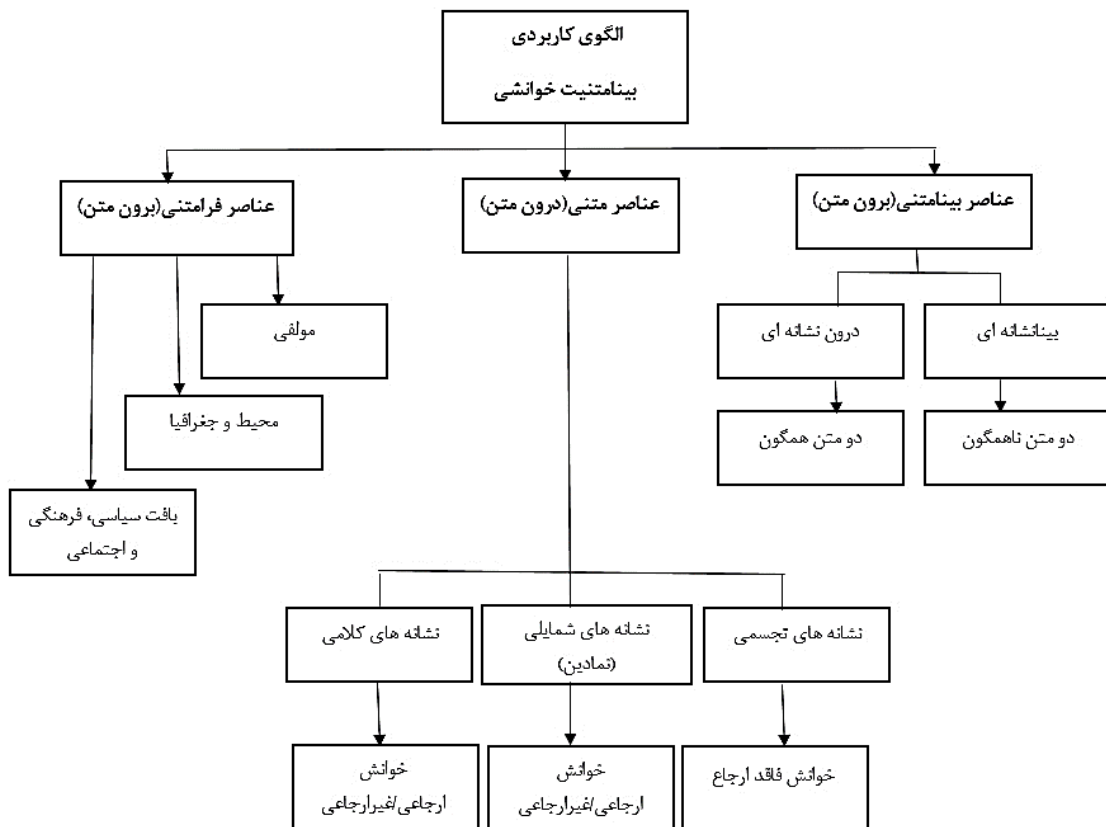 الگوی کاربردی
بینامتنیت خوانشی
عناصر بینامتنی(برون متن)
عناصر متنی(درون متن)
عناصر فرامتنی(برون متن)
بینانشانه ای
درون نشانه ای
مولفی
دو متن ناهمگون
دو متن همگون
محیط و جغرافیا
بافت سیاسی، فرهنگی
و اجتماعی
نشانه های تجسمی
نشانه های شمایلی
(نمادین)
نشانه های کلامی
خوانش فاقد ارجاع
خوانش
ارجاعی/غیرارجاعی
خوانش
ارجاعی/غیرارجاعی